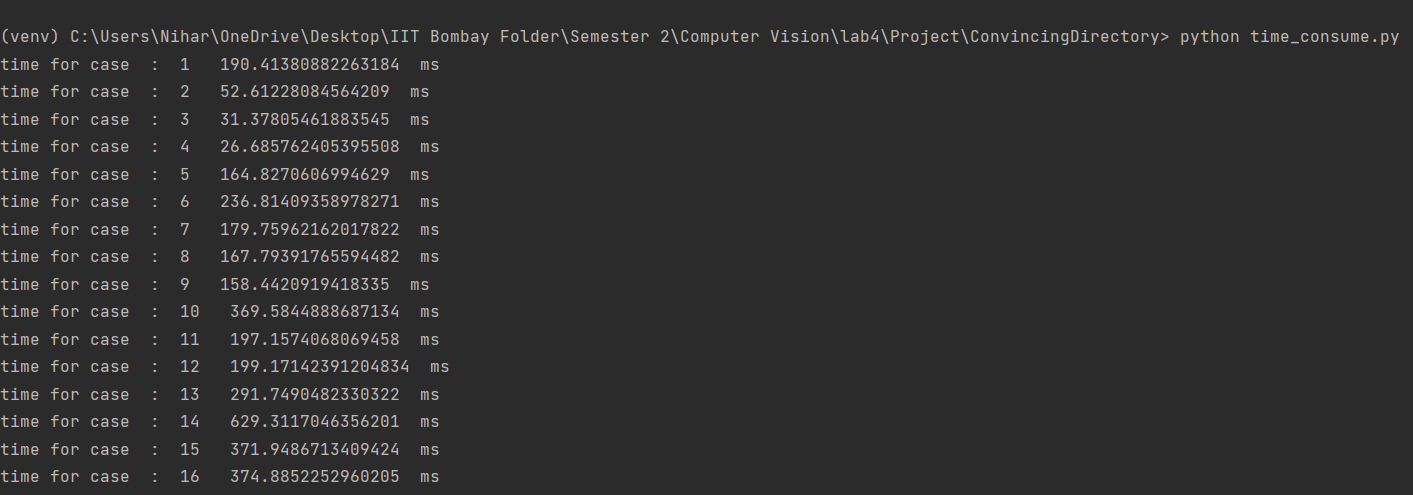 (venv) C:\Users\Nihar\OneDrive\Desktop\IIT Bombay Folder\Semester 2\Computer Vision\lab4\Project\ConvincingDirectory> python time_consume.py
time for case  :  1   190.41380882263184  ms
time for case  :  2   52.61228084564209  ms
time for case  :  3   31.37805461883545  ms
time for case  :  4   26.685762405395508  ms
time for case  :  5   164.8270606994629  ms
time for case  :  6   236.81409358978271  ms
time for case  :  7   179.75962162017822  ms
time for case  :  8   167.79391765594482  ms
time for case  :  9   158.4420919418335  ms
time for case  :  10   369.5844888687134  ms
time for case  :  11   197.1574068069458  ms
time for case  :  12   199.17142391204834  ms
time for case  :  13   291.7490482330322  ms
time for case  :  14   629.3117046356201  ms
time for case  :  15   371.9486713409424  ms
time for case  :  16   374.8852252960205  ms